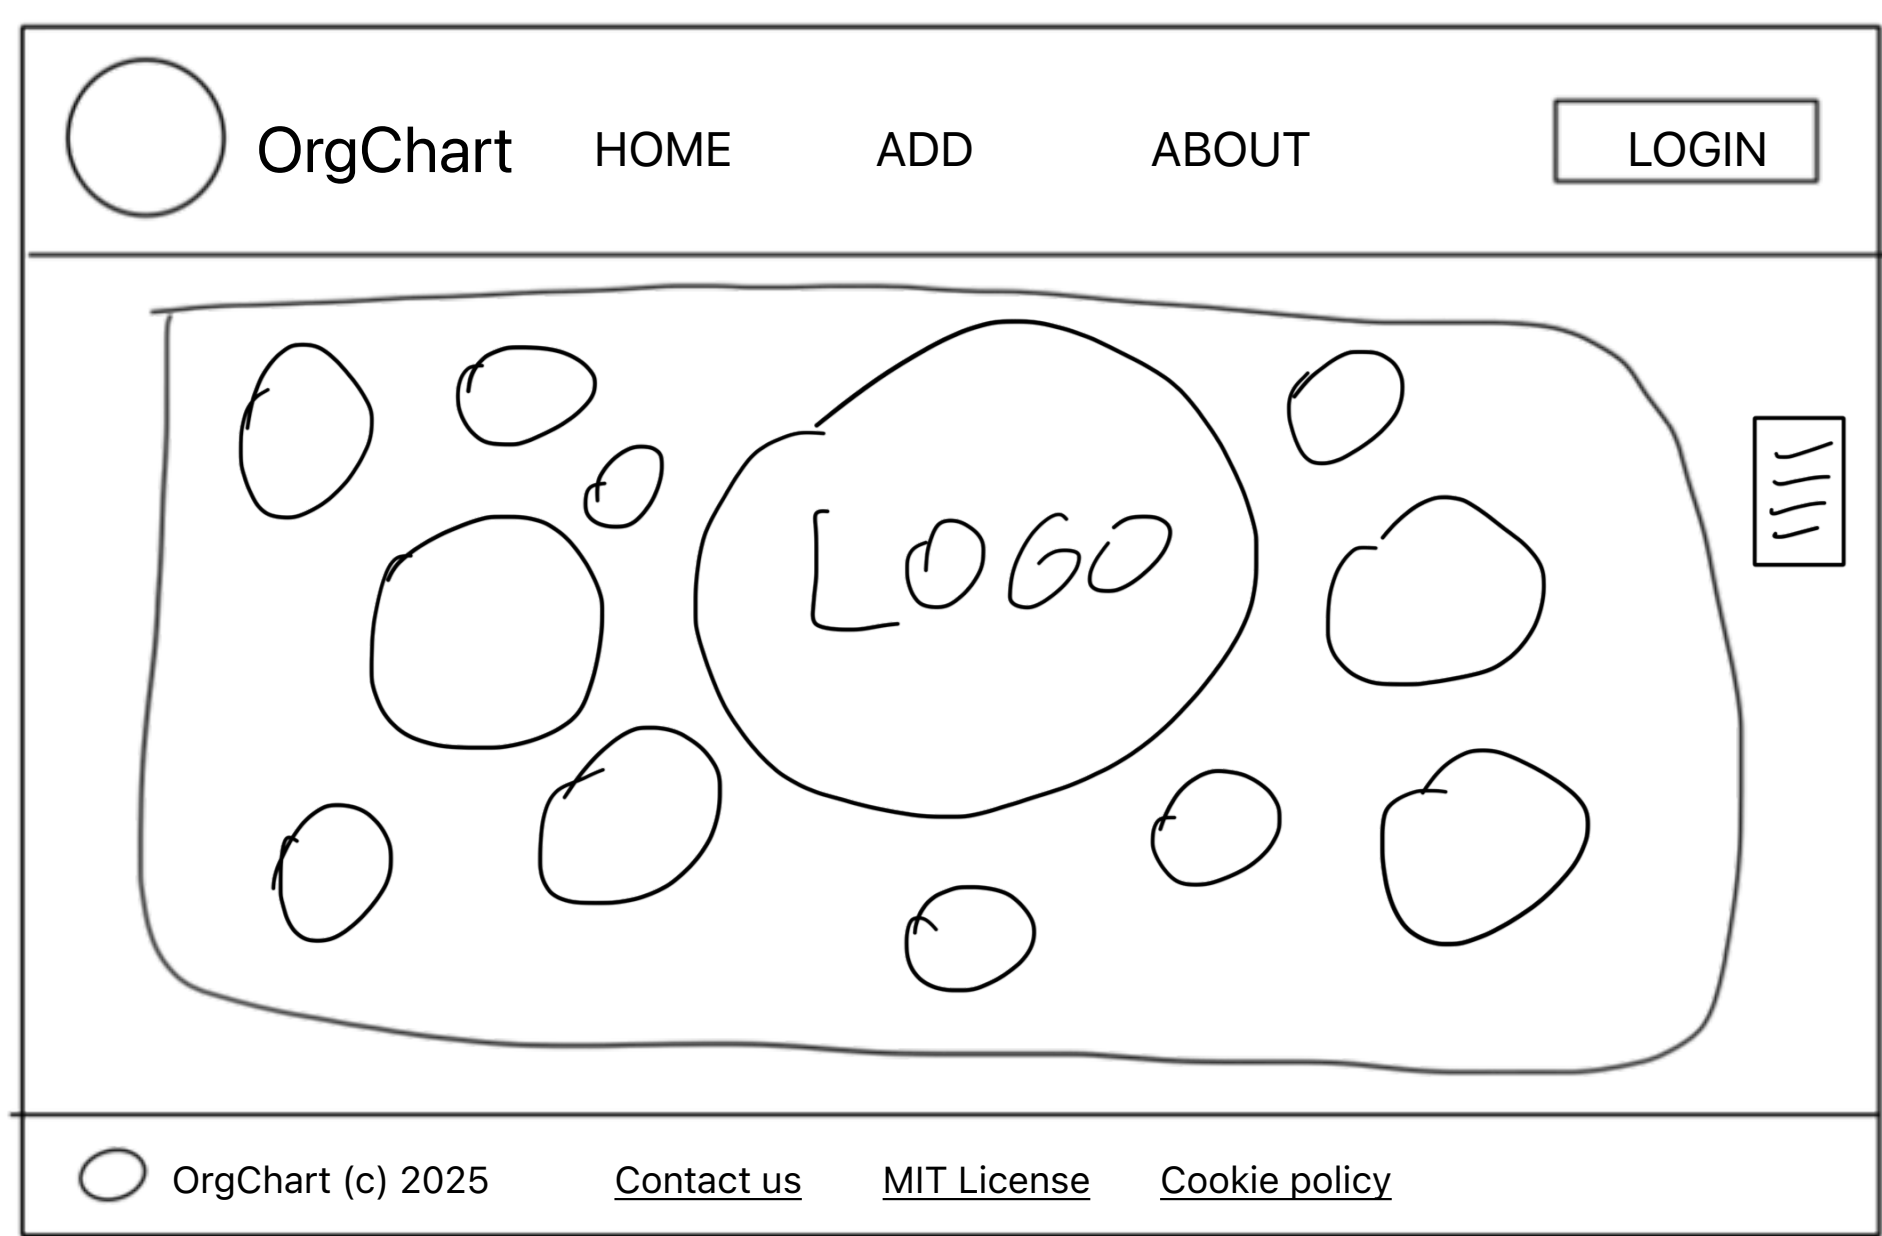 OrgChart HOME ADD ABOUT LOGIN
LOGO
OrgChart (c) 2025 Contact us MIT License Cookie policy